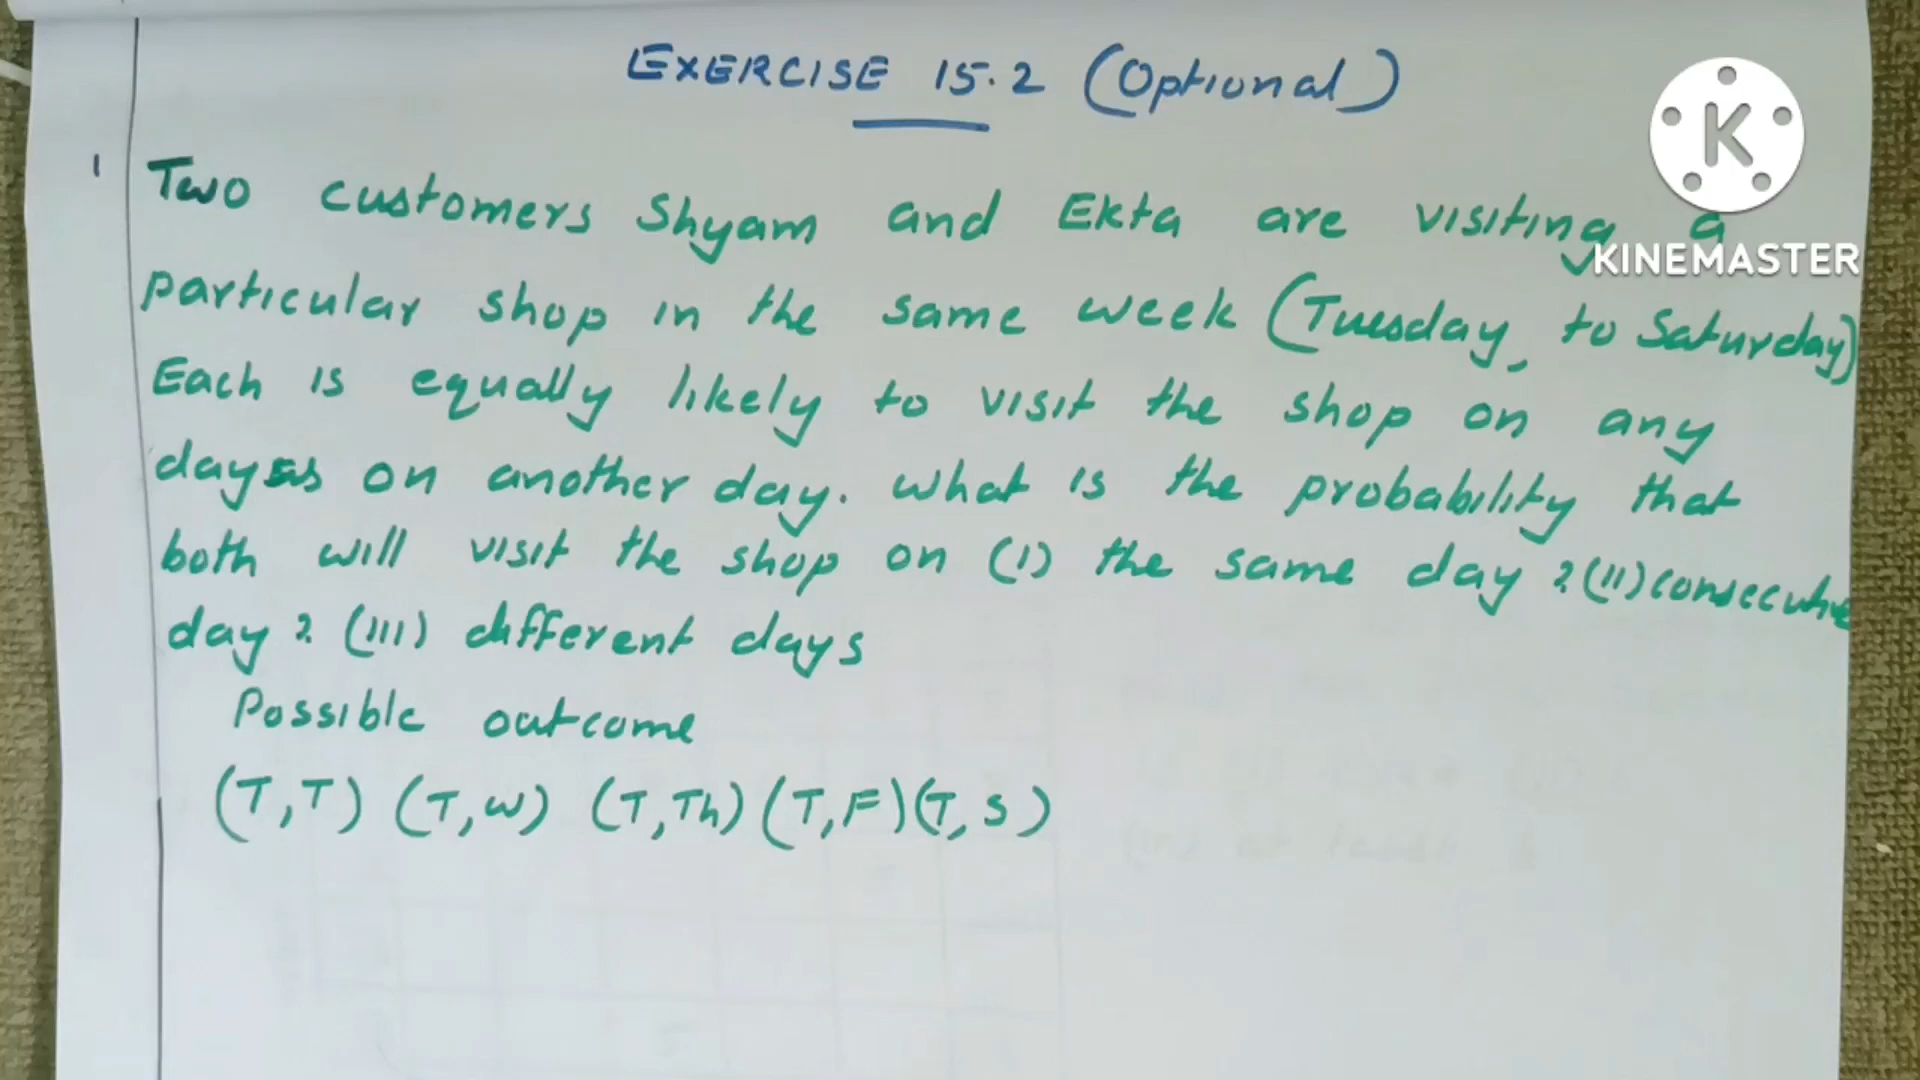 EXERCISE 15.2 (Optional)
1 Two customers Shyam and Ekta are visiting a
particular shop in the same week (Tuesday to Saturday)
Each is equally likely to visit the shop on any
day as on another day. what is the probability that
both will visit the shop on (i) the same day? (ii) consecutive
day? (iii) different days
Possible outcome
(T,T) (T,W) (T,Th) (T,F) (T,S)
K
KINEMASTER